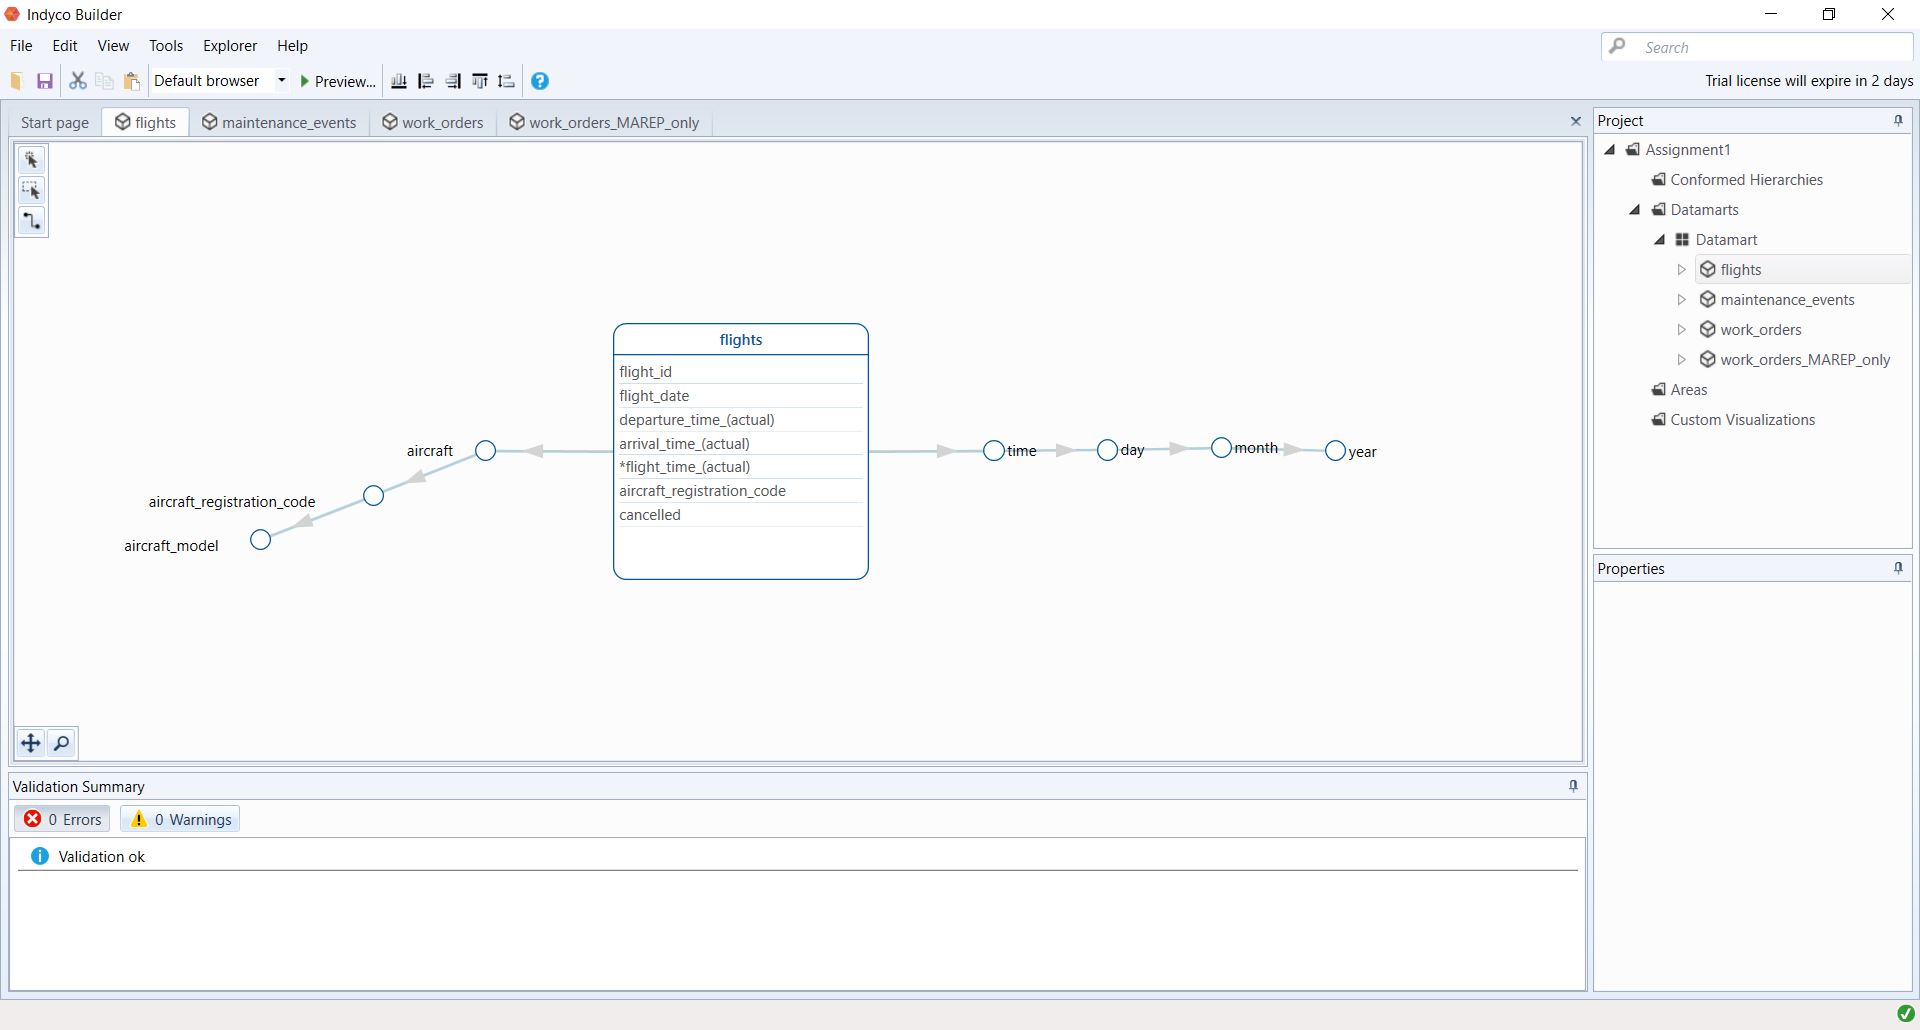 Indyco Builder
File Edit View Tools Explorer Help
Search
Default browser Preview...
Trial license will expire in 2 days
Start page flights maintenance_events work_orders work_orders_MAREP_only
Project
Assignment1
Conformed Hierarchies
Datamarts
Datamart
flights
maintenance_events
work_orders
work_orders_MAREP_only
Areas
Custom Visualizations
flights
flight_id
flight_date
departure_time_(actual)
arrival_time_(actual)
*flight_time_(actual)
aircraft_registration_code
cancelled
aircraft
aircraft_registration_code
aircraft_model
time day month year
Properties
Validation Summary
0 Errors 0 Warnings
Validation ok